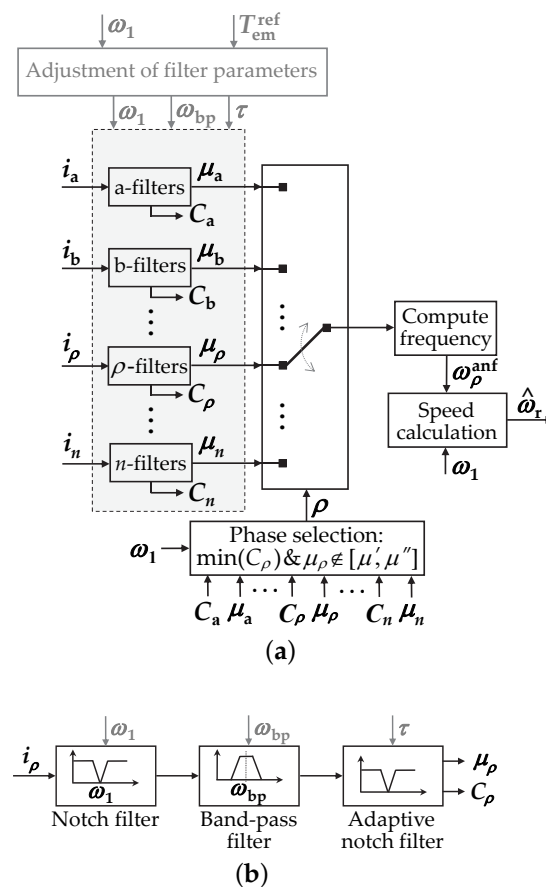 ω₁ T_em^ref
Adjustment of filter parameters
ω₁ ω_bp τ
i_a a-filters μ_a
C_a
i_b b-filters μ_b
C_b
i_ρ ρ-filters μ_ρ
C_ρ
i_n n-filters μ_n
C_n
Compute
frequency
ω_ρ^anf
Speed
calculation
ω̂_r
ω₁
ρ
ω₁
Phase selection:
min(C_ρ) & μ_ρ ∉ [μ′, μ″]
C_a μ_a ··· C_ρ μ_ρ ··· C_n μ_n
(a)
ω₁ ω_bp τ
i_ρ ω₁ ω_bp μ_ρ
C_ρ
Notch filter
Band-pass
filter
Adaptive
notch filter
(b)